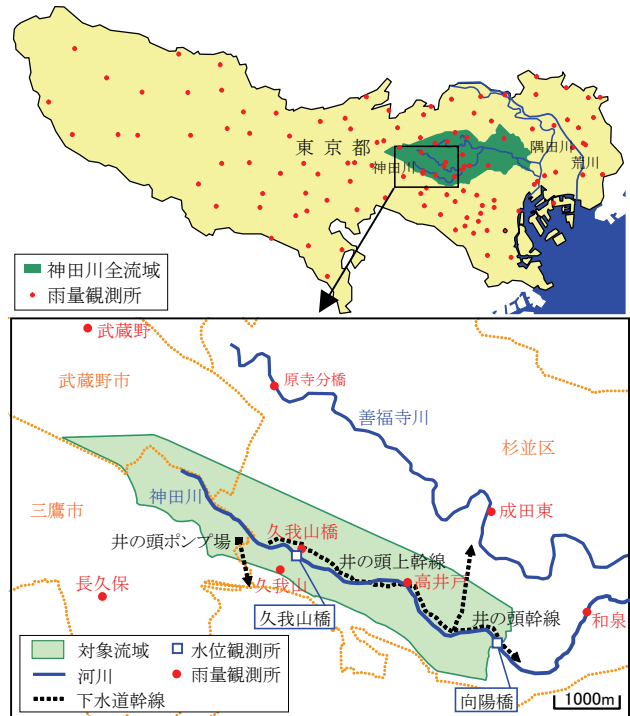 東京都
隅田川
神田川
荒川
神田川全流域
雨量観測所
武蔵野
武蔵野市
原寺分橋
善福寺川
杉並区
神田川
三鷹市
成田東
久我山橋
井の頭ポンプ場
井の頭上幹線
久我山
高井戸
長久保
久我山橋
井の頭幹線
和泉
対象流域
水位観測所
河川
雨量観測所
下水道幹線
向陽橋
1000m